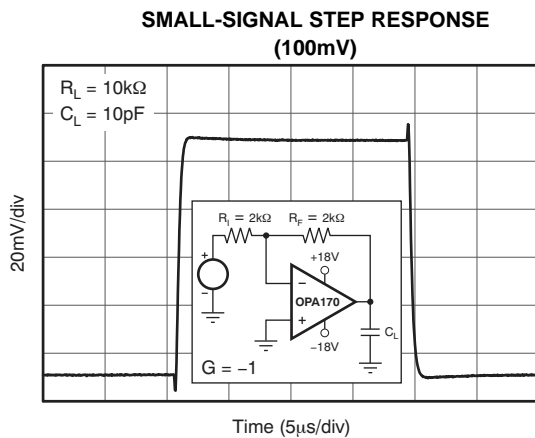 SMALL-SIGNAL STEP RESPONSE
(100mV)
R_L = 10kΩ
C_L = 10pF
20mV/div
R_I = 2kΩ
R_F = 2kΩ
+
−
+18V
−
OPA170
+
−18V
C_L
G = −1
Time (5μs/div)